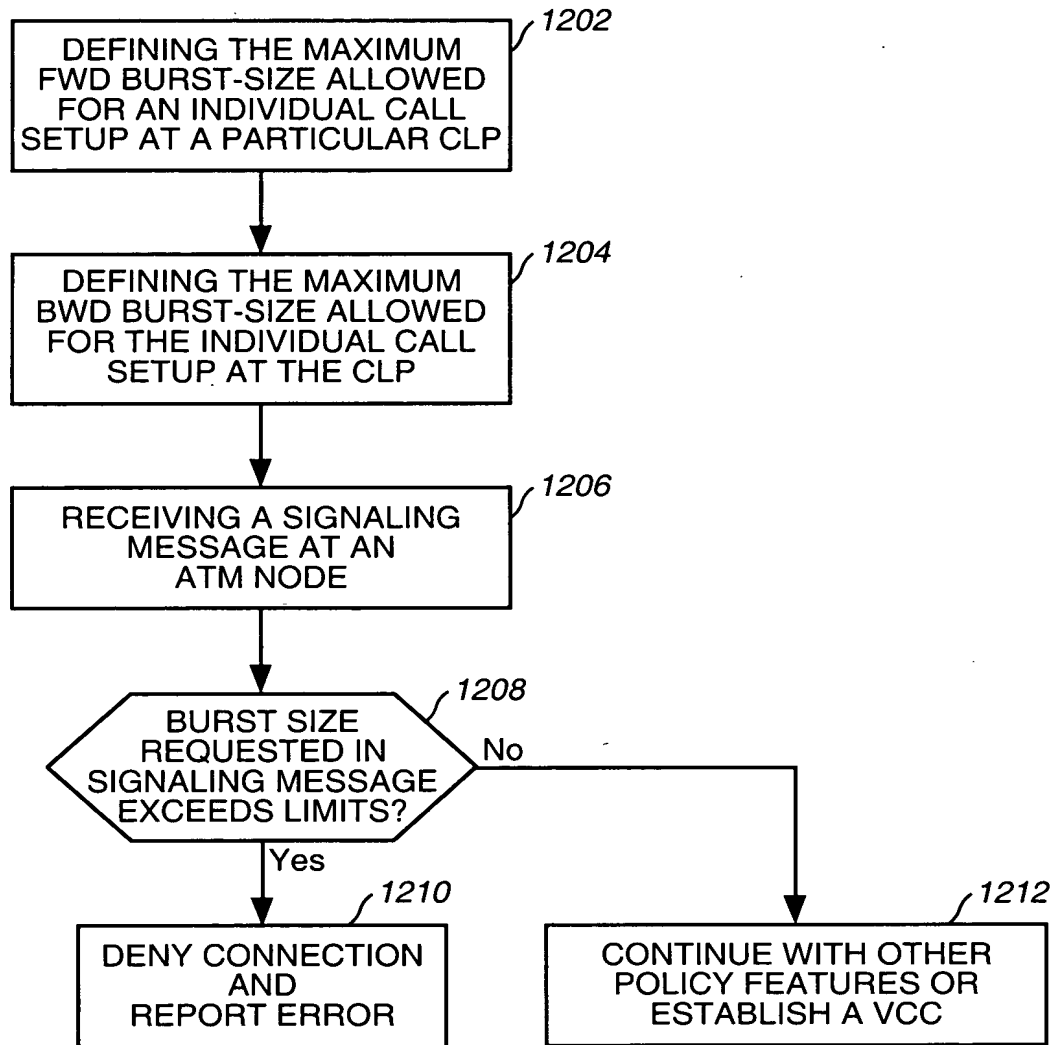 1202
DEFINING THE MAXIMUM
FWD BURST-SIZE ALLOWED
FOR AN INDIVIDUAL CALL
SETUP AT A PARTICULAR CLP
1204
DEFINING THE MAXIMUM
BWD BURST-SIZE ALLOWED
FOR THE INDIVIDUAL CALL
SETUP AT THE CLP
1206
RECEIVING A SIGNALING
MESSAGE AT AN
ATM NODE
1208
BURST SIZE
REQUESTED IN
SIGNALING MESSAGE
EXCEEDS LIMITS?
No
Yes
1210
DENY CONNECTION
AND
REPORT ERROR
1212
CONTINUE WITH OTHER
POLICY FEATURES OR
ESTABLISH A VCC